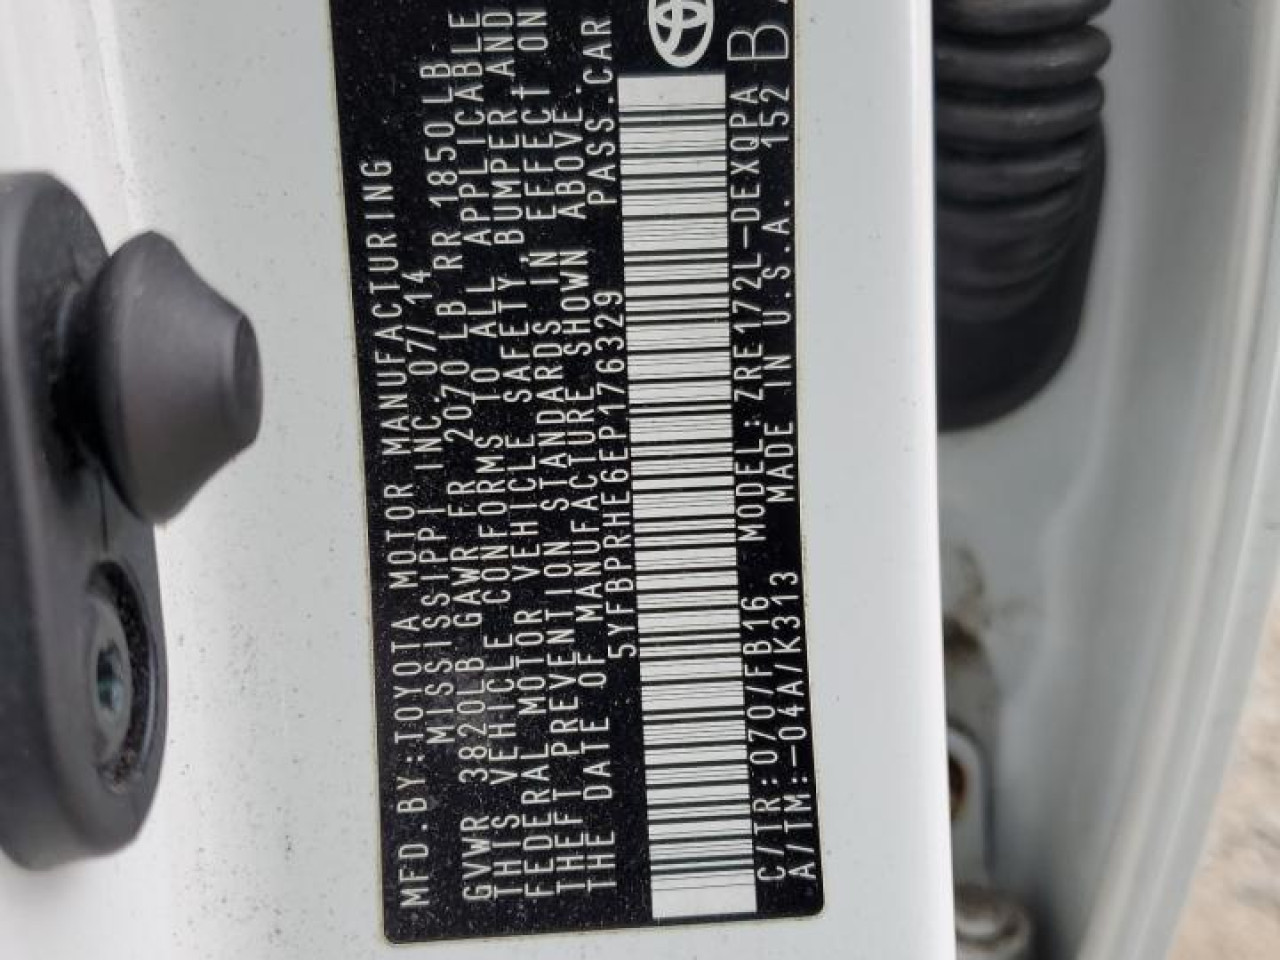 MFD.BY:TOYOTA MOTOR MANUFACTURING
MISSISSIPPI INC. 07/14
GVWR 3820LB GAWR FR 2070LB RR 1850LB
THIS VEHICLE CONFORMS TO ALL APPLICABLE
FEDERAL MOTOR VEHICLE SAFETY,BUMPER AND
THEFT PREVENTION STANDARDS IN EFFECT ON
THE DATE OF MANUFACTURE SHOWN ABOVE.
5YFBPRHE6EP176329 PASS.CAR
C/TR:070/FB16 MODEL:ZRE172L-DEXQPA
A/TM:-04A/K313 MADE IN U.S.A. 152